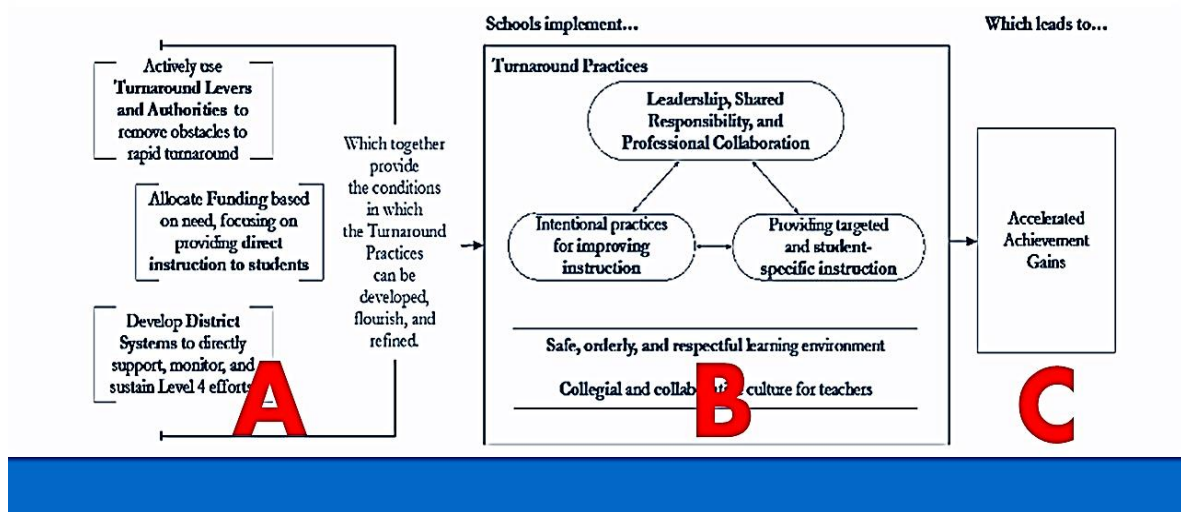 Schools implement...
Which leads to...
Actively use
Turnaround Levers
and Authorities to
remove obstacles to
rapid turnaround
Allocate Funding based
on need, focusing on
providing direct
instruction to students
Develop District
Systems to directly
support, monitor, and
sustain Level 4 efforts
A
Which together
provide
the conditions
in which
the Turnaround
Practices
can be
developed,
flourish, and
refined.
Turnaround Practices
Leadership, Shared
Responsibility, and
Professional Collaboration
Intentional practices
for improving
instruction
Providing targeted
and student-
specific instruction
Safe, orderly, and respectful learning environment
Collegial and collaborative culture for teachers
B
Accelerated
Achievement
Gains
C